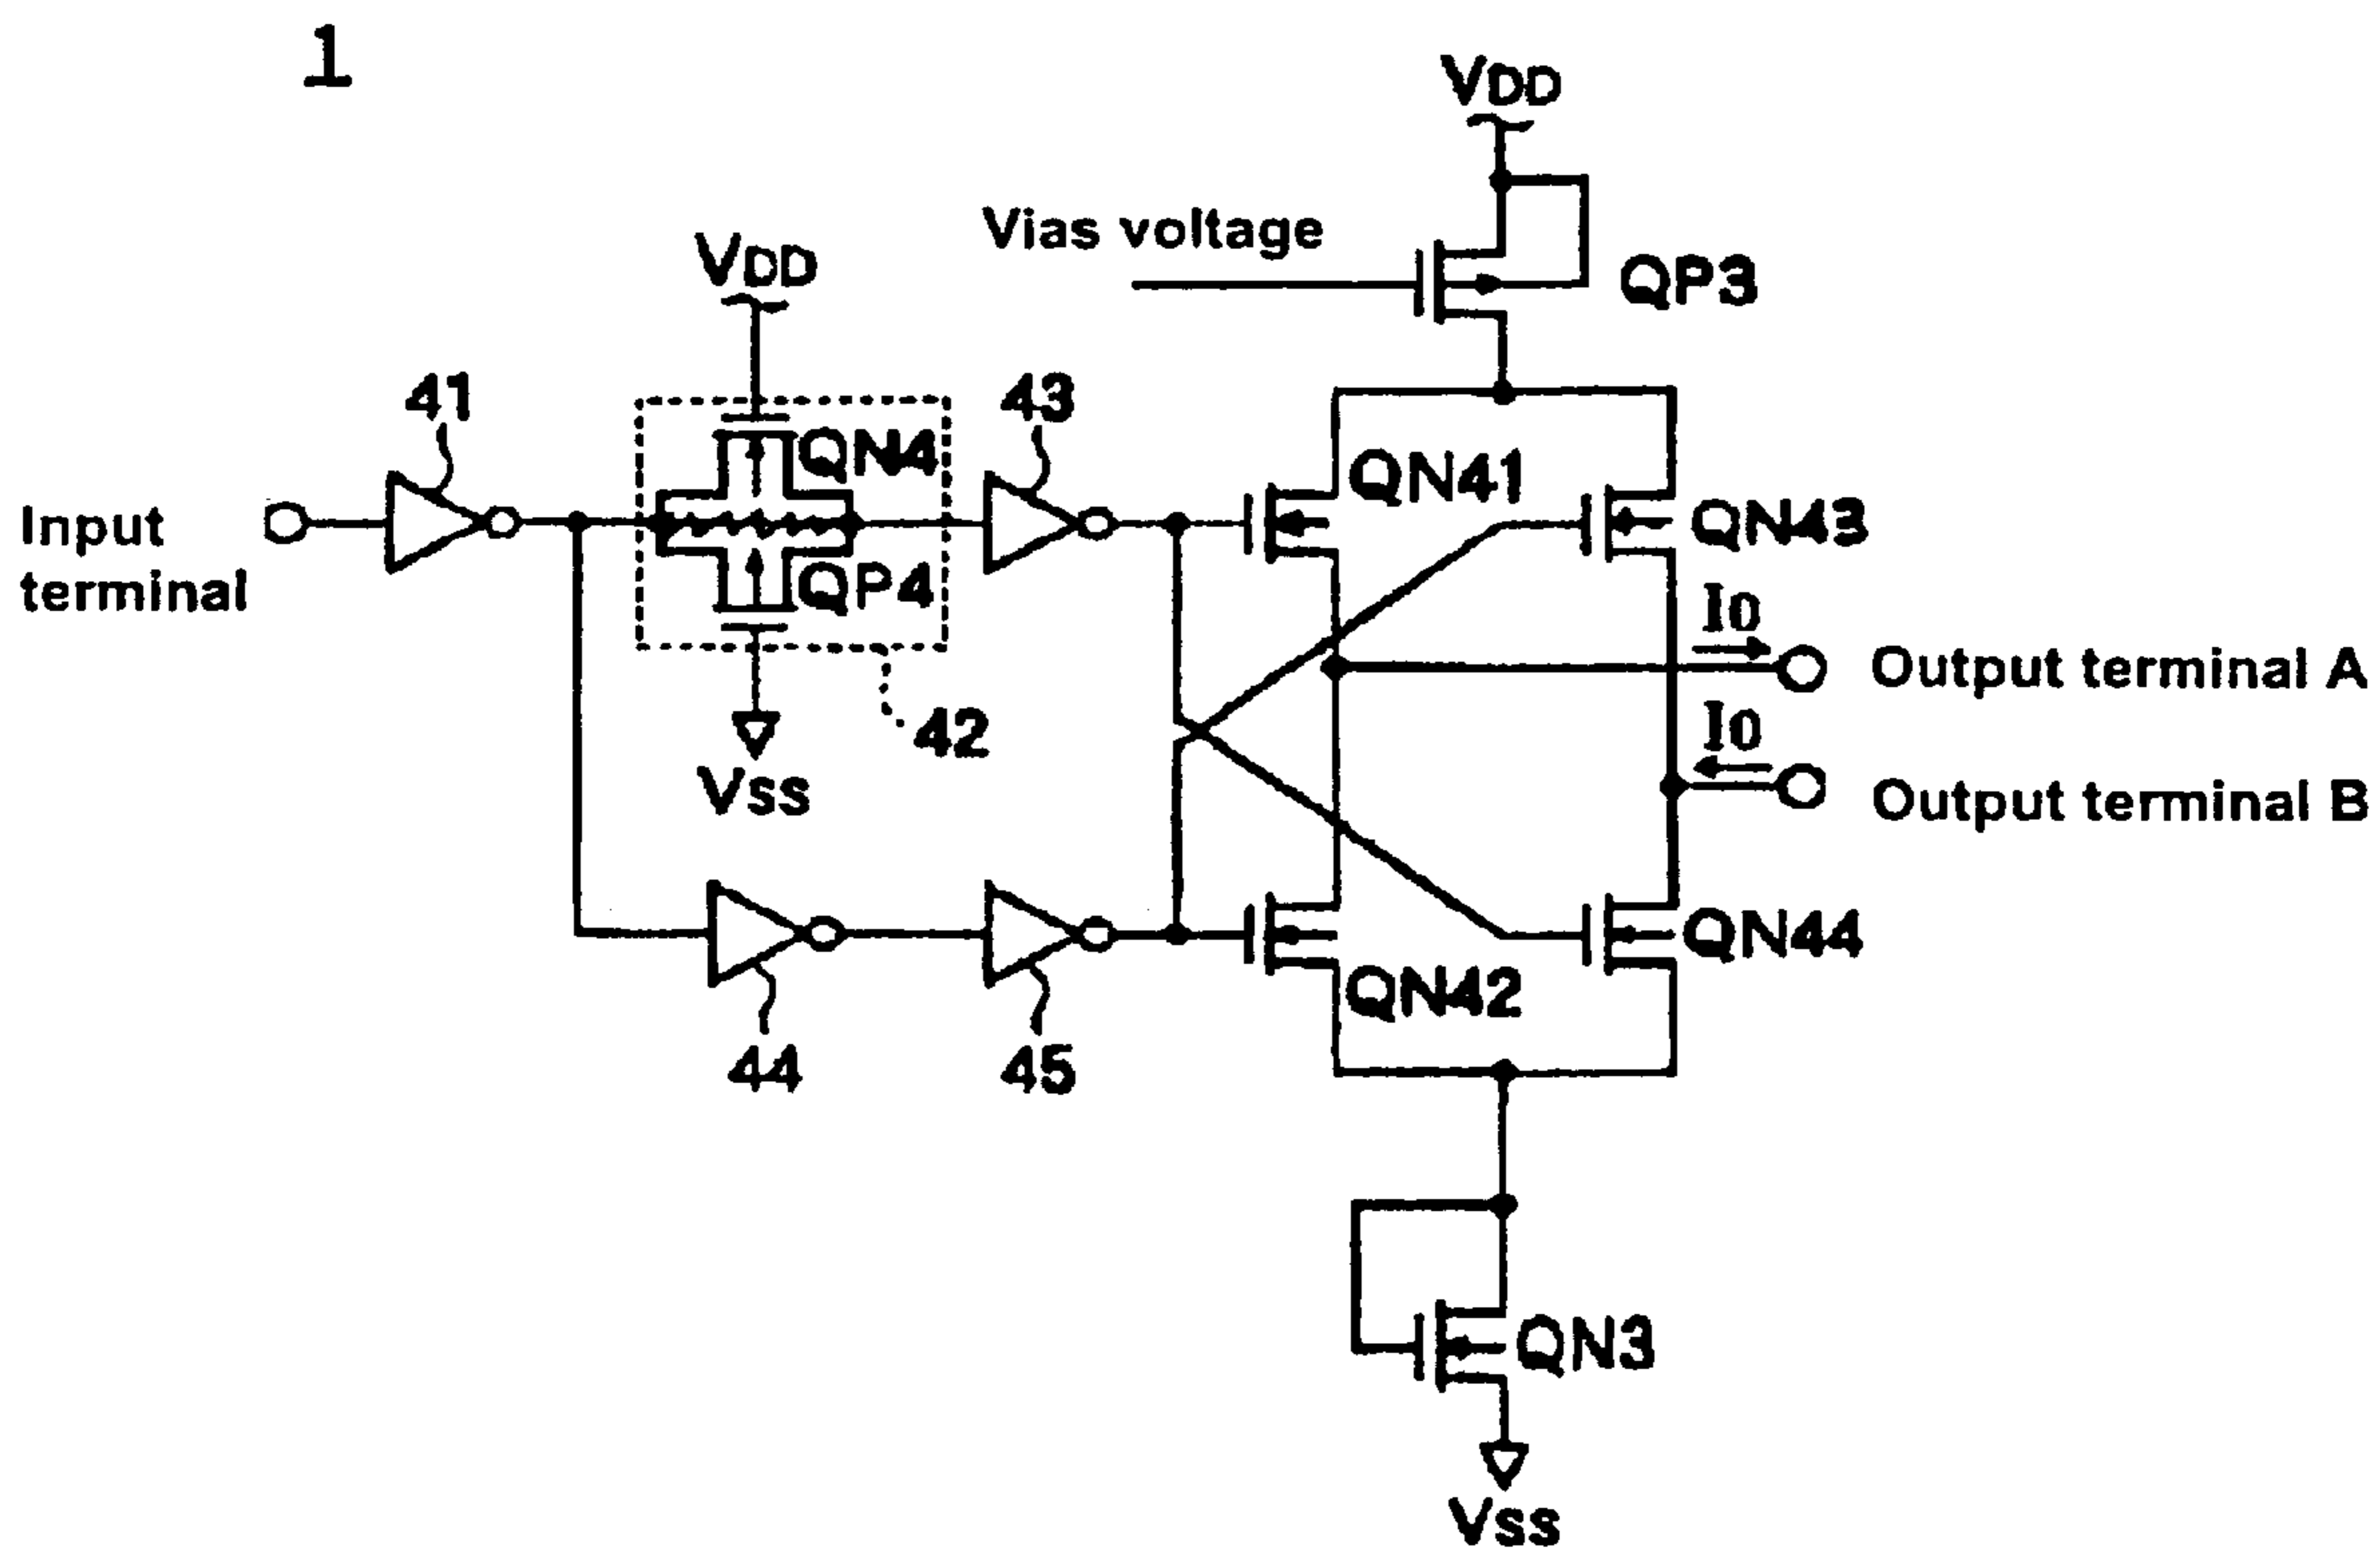 1
VDD
Vias voltage
QP3
VDD
41
43
QN4
QN41
QN43
Input
terminal
QP4
I0
Output terminal A
42
I0
Output terminal B
VSS
QN44
QN42
44
45
QN3
VSS